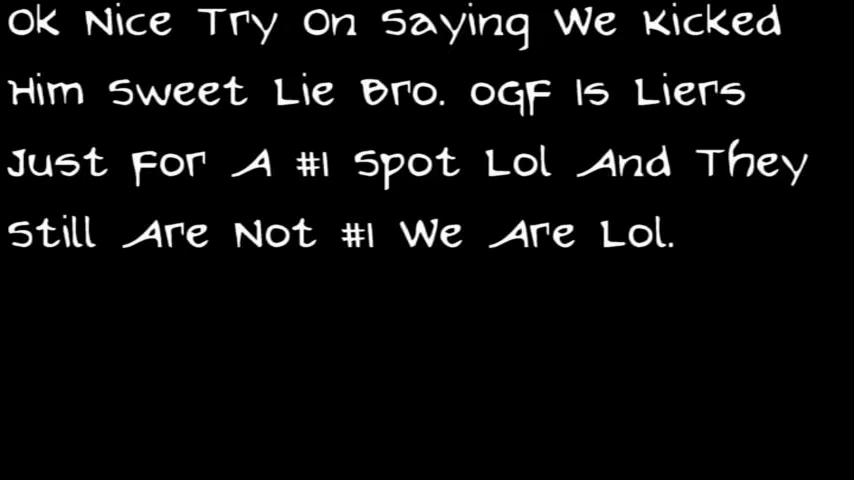 Ok Nice Try On Saying We Kicked
Him Sweet Lie Bro. OGF Is Liers
Just For A #1 Spot Lol And They
Still Are Not #1 We Are Lol.